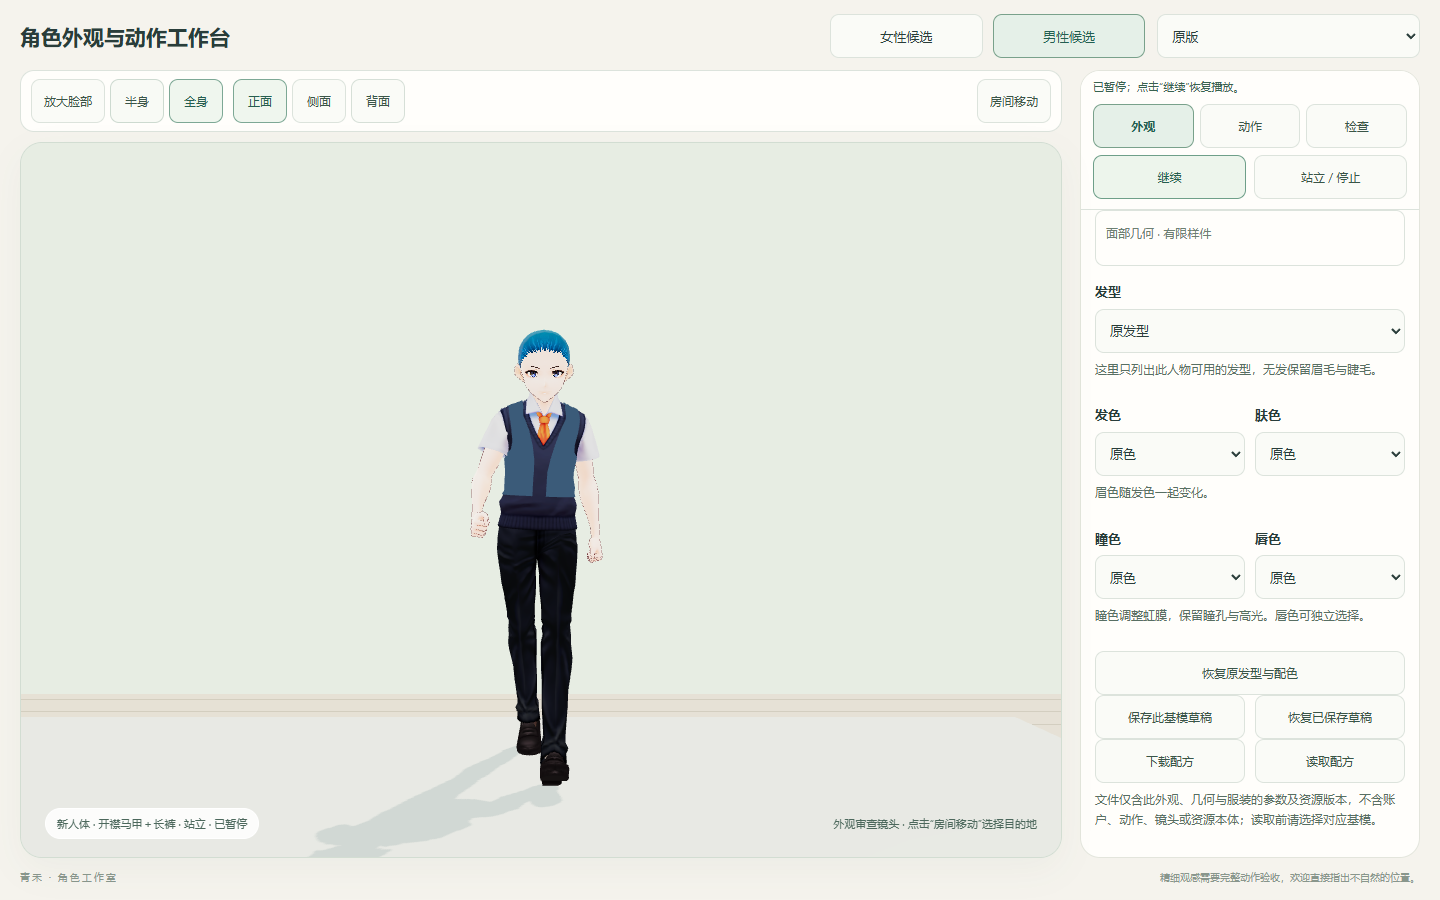 角色外观与动作工作台
女性候选
男性候选
原版
放大脸部
半身
全身
正面
侧面
背面
房间移动
已暂停；点击“继续”恢复播放。
外观
动作
检查
继续
站立 / 停止
面部几何 · 有限样件
发型
原发型
这里只列出此人物可用的发型，无发保留眉毛与睫毛。
发色
肤色
原色
原色
眉色随发色一起变化。
瞳色
唇色
原色
原色
瞳色调整虹膜，保留瞳孔与高光。唇色可独立选择。
恢复原发型与配色
保存此基模草稿
恢复已保存草稿
下载配方
读取配方
文件仅含此外观、几何与服装的参数及资源版本，不含账
户、动作、镜头或资源本体；读取前请选择对应基模。
新人体 · 开襟马甲 + 长裤 · 站立 · 已暂停
外观审查镜头 · 点击“房间移动”选择目的地
青禾 · 角色工作室
精细观感需要完整动作验收，欢迎直接指出不自然的位置。